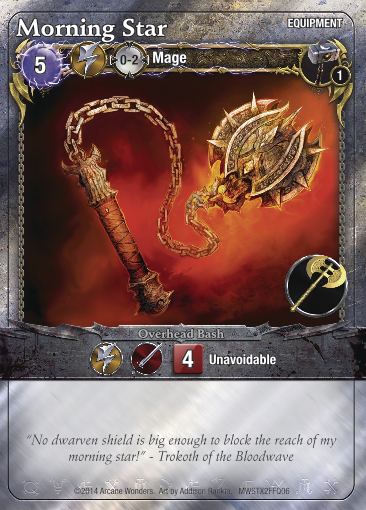 Morning Star
EQUIPMENT
5
0-2
Mage
1
Overhead Bash
4
Unavoidable
"No dwarven shield is big enough to block the reach of my
morning star!" - Trokoth of the Bloodwave
©2014 Arcane Wonders. Art by Addison Rankin. MWSTX2FFQ06